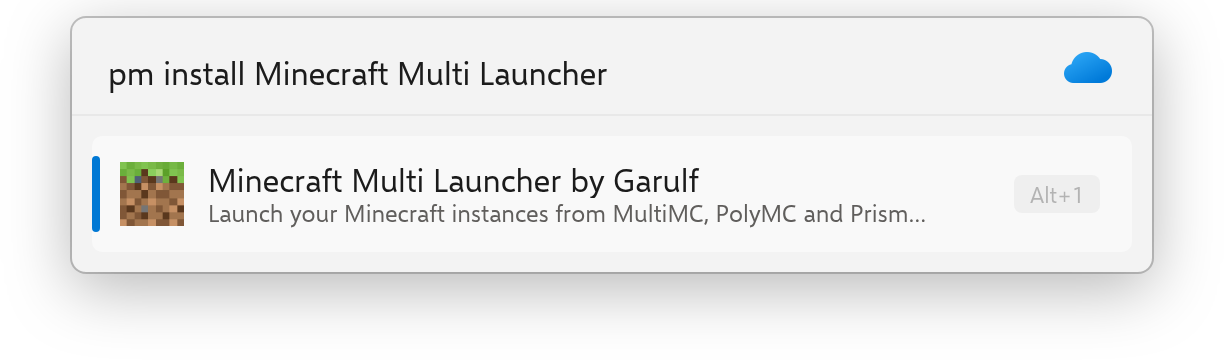 pm install Minecraft Multi Launcher
Minecraft Multi Launcher by Garulf
Launch your Minecraft instances from MultiMC, PolyMC and Prism...
Alt+1